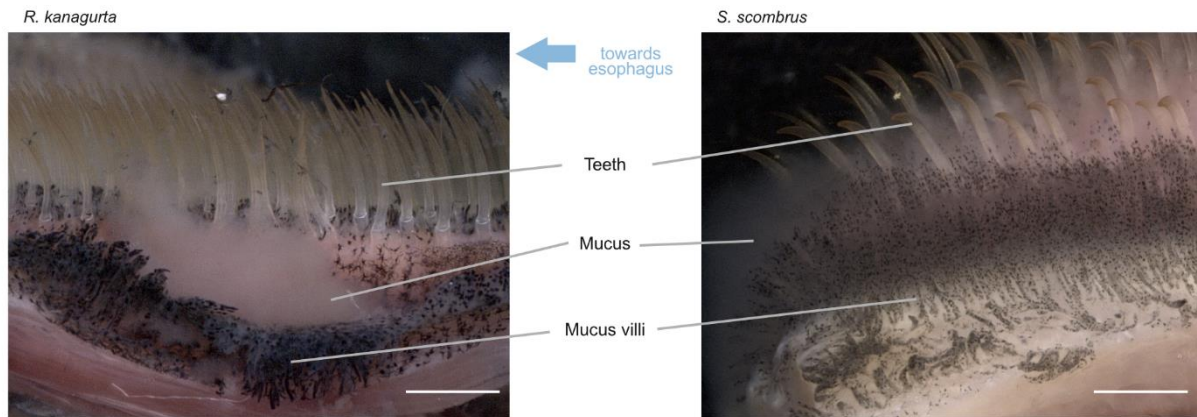 R. kanagurta
S. scombrus
towards
esophagus
Teeth
Mucus
Mucus villi